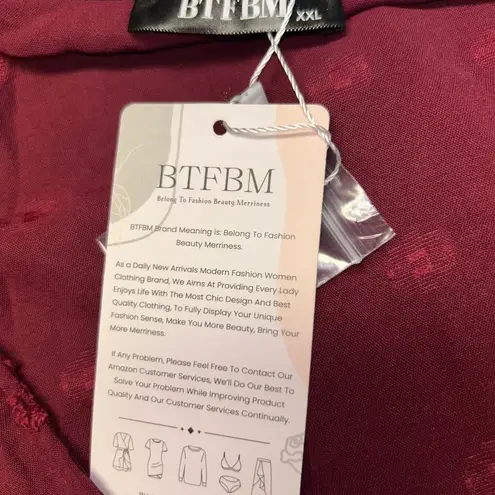 BTFBM
XXL
BTFBM
Belong To Fashion Beauty Merriness
BTFBM Brand Meaning is: Belong To Fashion
Beauty Merriness.
As a Daily New Arrivals Modern Fashion Women
Clothing Brand, We Aims At Providing Every Lady
Enjoys Life With The Most Chic Design And Best
Quality Clothing, To Fully Display Your Unique
Fashion Sense, Make You More Beauty, Bring Your
More Merriness.
If Any Problem, Please Feel Free To Contact Our
Amazon Customer Services, We'll Do Our Best To
Solve Your Problem While Improving Product
Quality And Our Customer Services Continually.